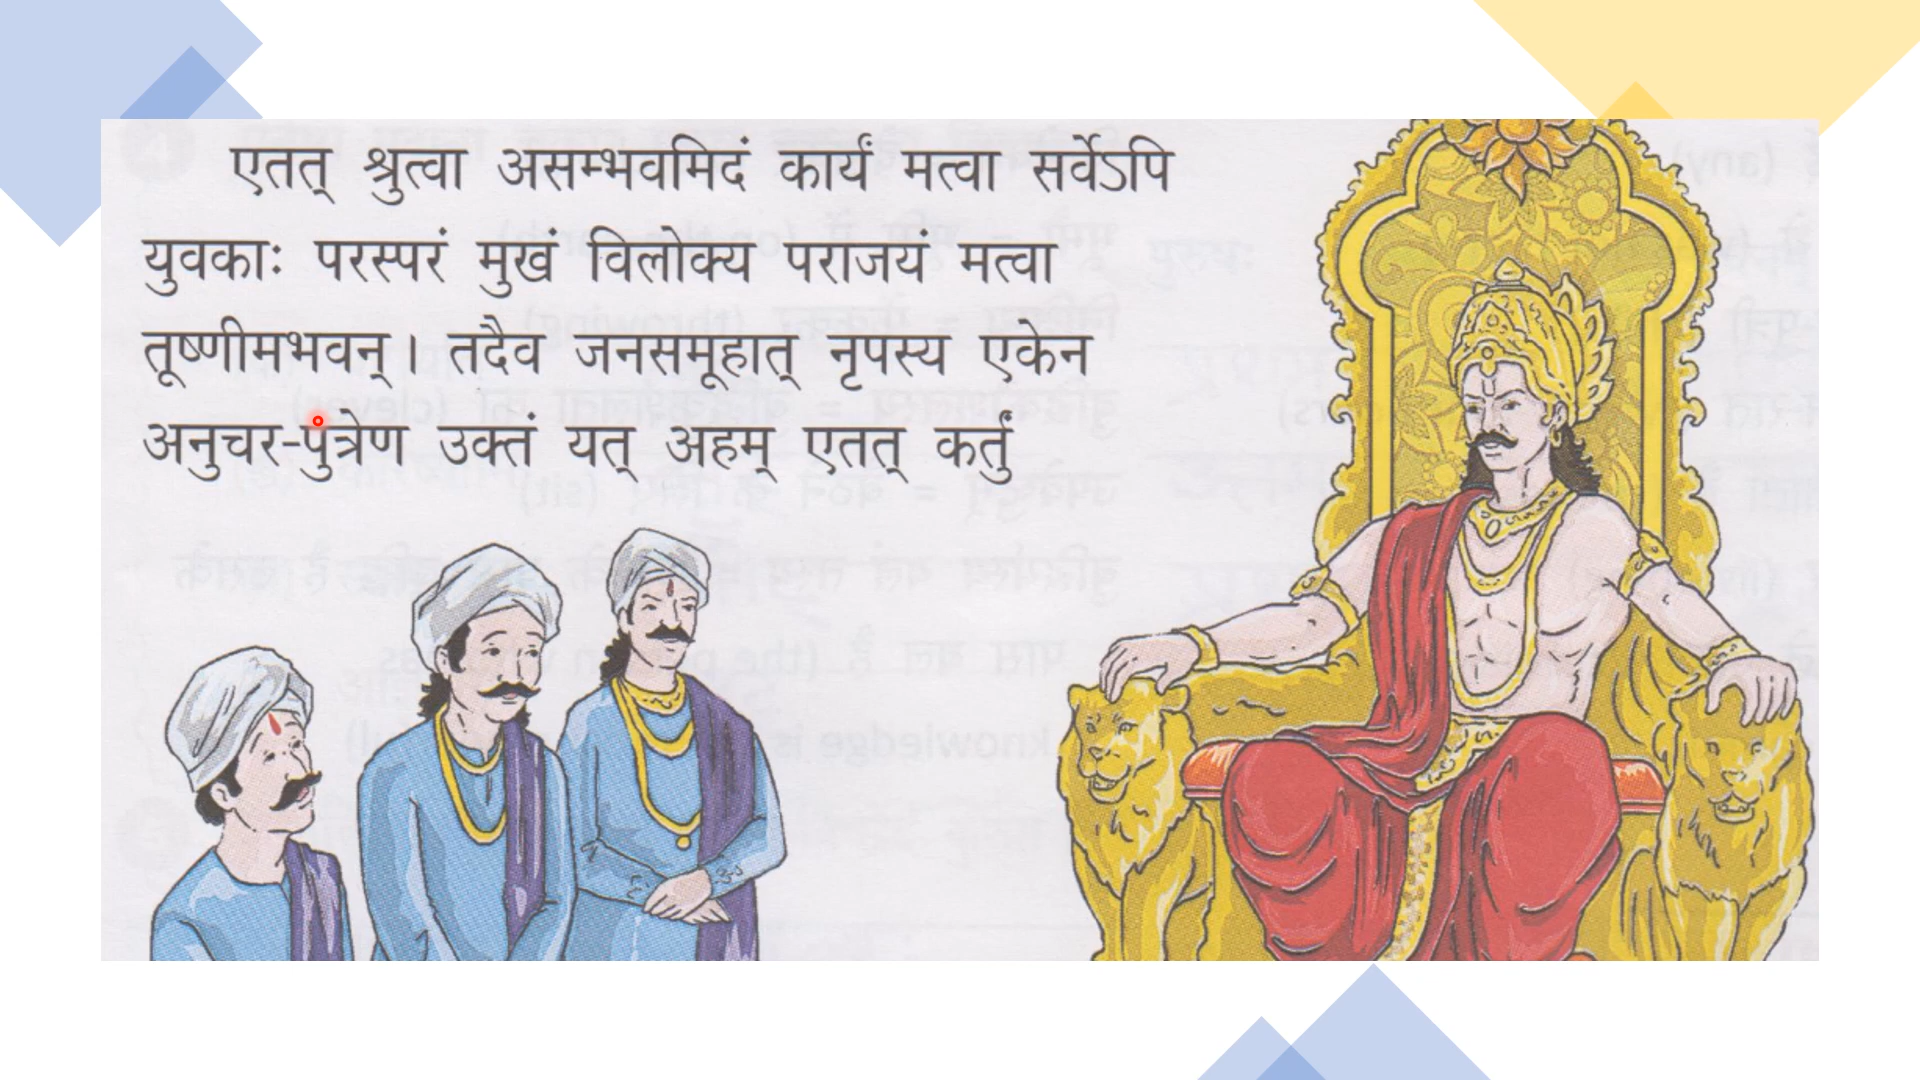 एतत् श्रुत्वा असम्भवमिदं कार्यं मत्वा सर्वेऽपि
युवकाः परस्परं मुखं विलोक्य पराजयं मत्वा
तूष्णीमभवन्। तदैव जनसमूहात् नृपस्य एकेन
अनुचर-पुत्रेण उक्तं यत् अहम् एतत् कर्तुं